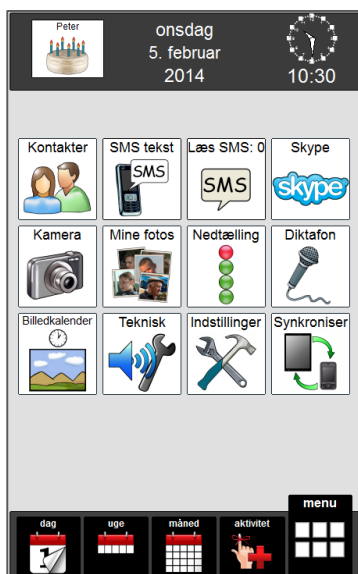 Peter
onsdag
5. februar
2014
10:30
Kontakter
SMS tekst
SMS
Læs SMS: 0
SMS
Skype
skype
Kamera
Mine fotos
Nedtælling
Diktafon
Billedkalender
Teknisk
Indstillinger
Synkroniser
menu
dag
1
uge
måned
aktivitet